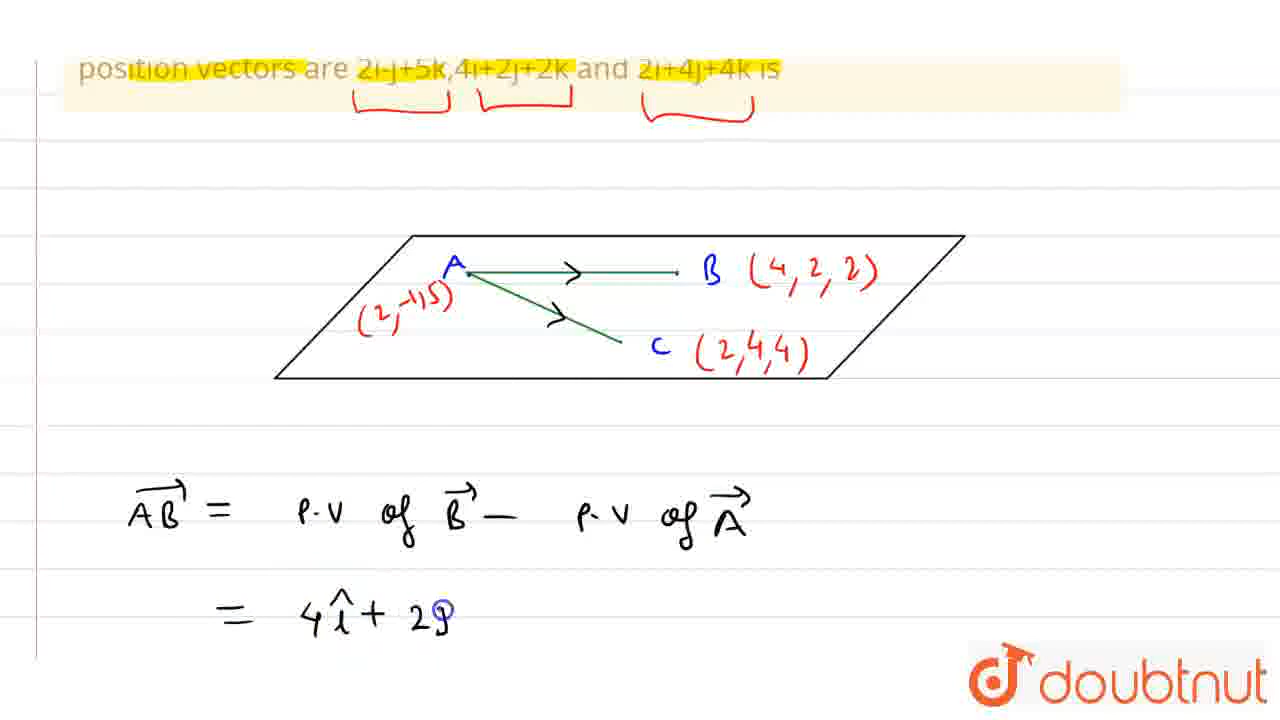 position vectors are 2i-j+5k,4i+2j+2k and 2i+4j+4k is
A
B (4, 2, 2)
(2, -1, 5)
C (2, 4, 4)
AB = P.V of B - P.V of A
= 4î + 2j
doubtnut